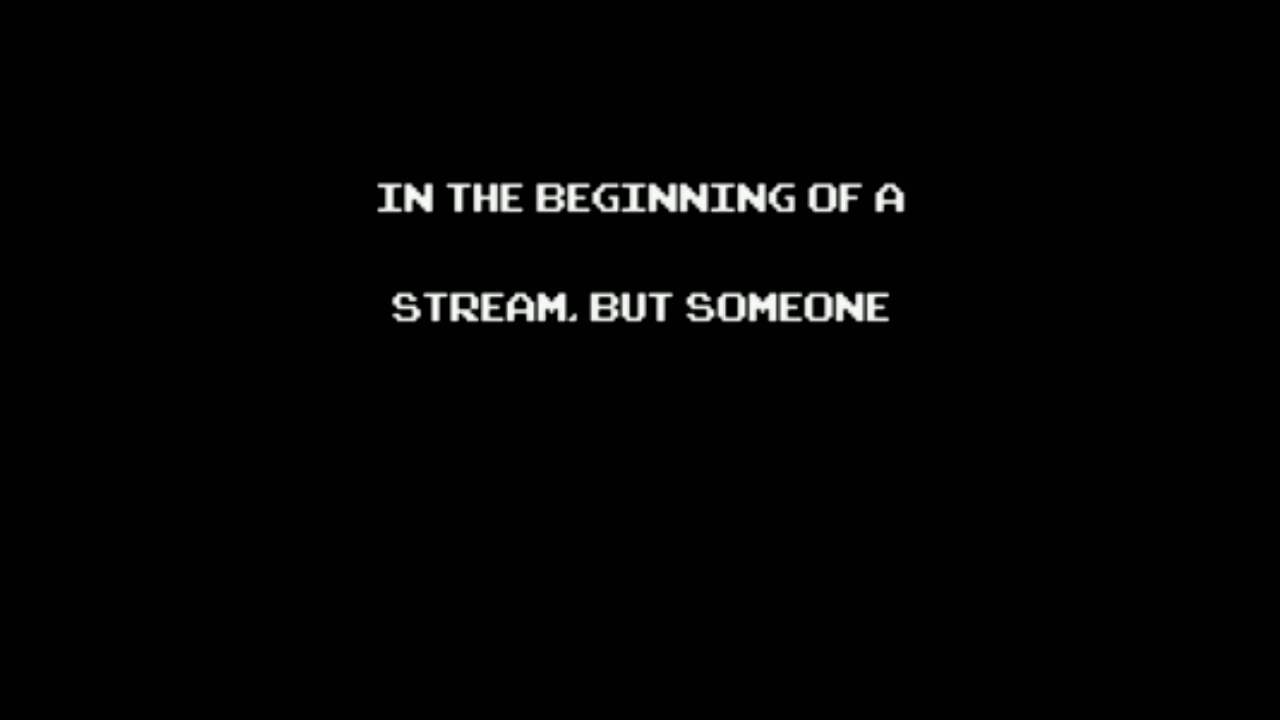 IN THE BEGINNING OF A
STREAM, BUT SOMEONE